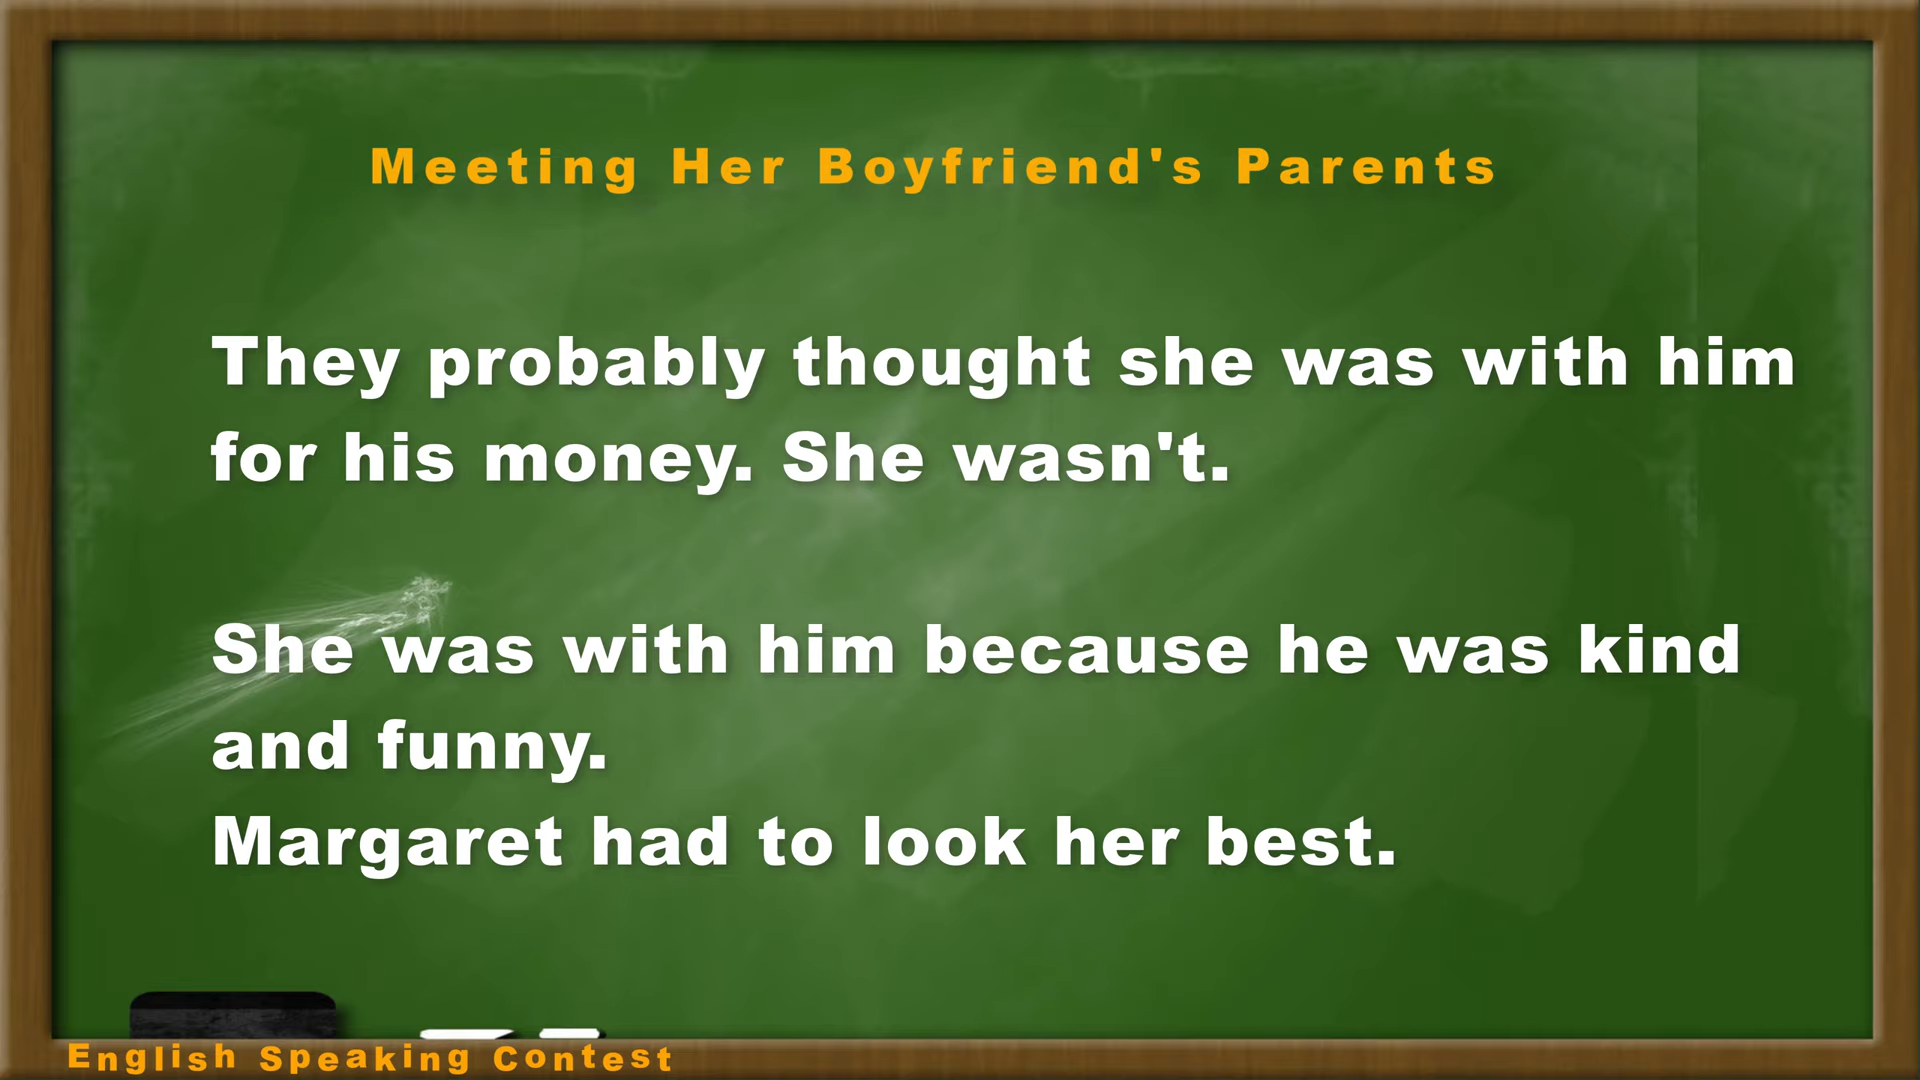 Meeting Her Boyfriend's Parents
They probably thought she was with him
for his money. She wasn't.
She was with him because he was kind
and funny.
Margaret had to look her best.
English Speaking Contest